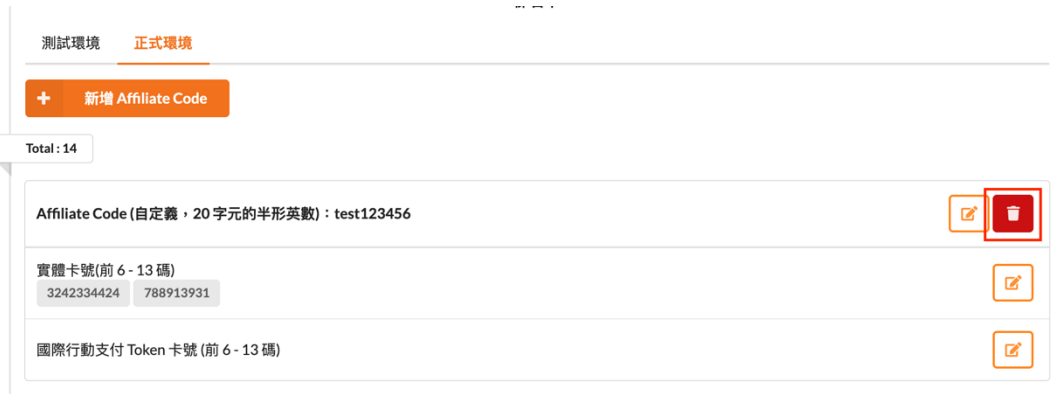 測試環境 正式環境
新增 Affiliate Code
Total : 14
Affiliate Code (自定義，20 字元的半形英數)：test123456
實體卡號(前 6 - 13 碼)
3242334424 788913931
國際行動支付 Token 卡號 (前 6 - 13 碼)